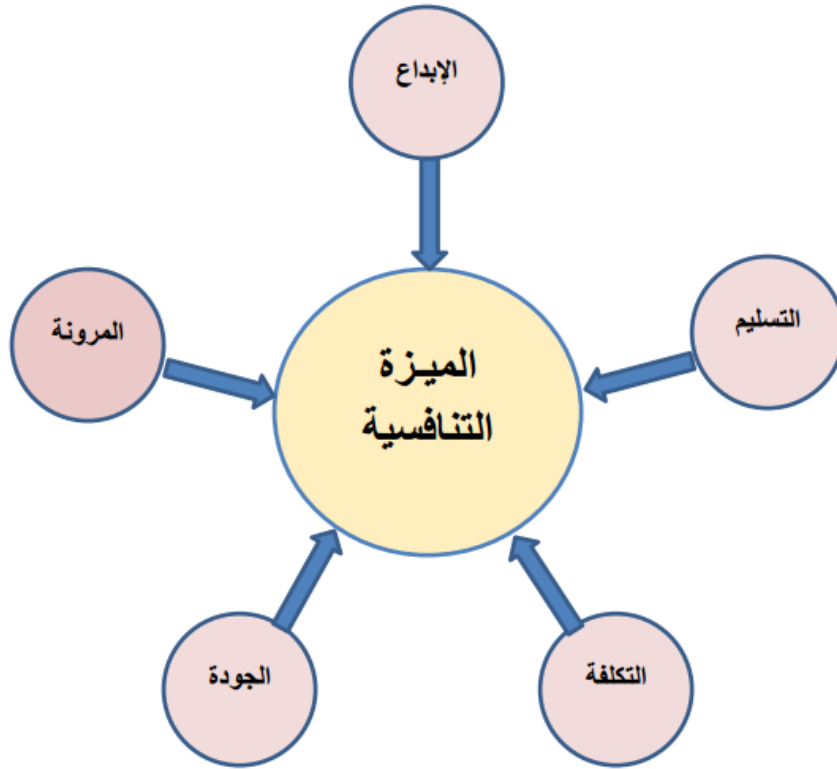 الإبداع
التسليم
المرونة
الميـزة
التنافسية
التكلفة
الجودة